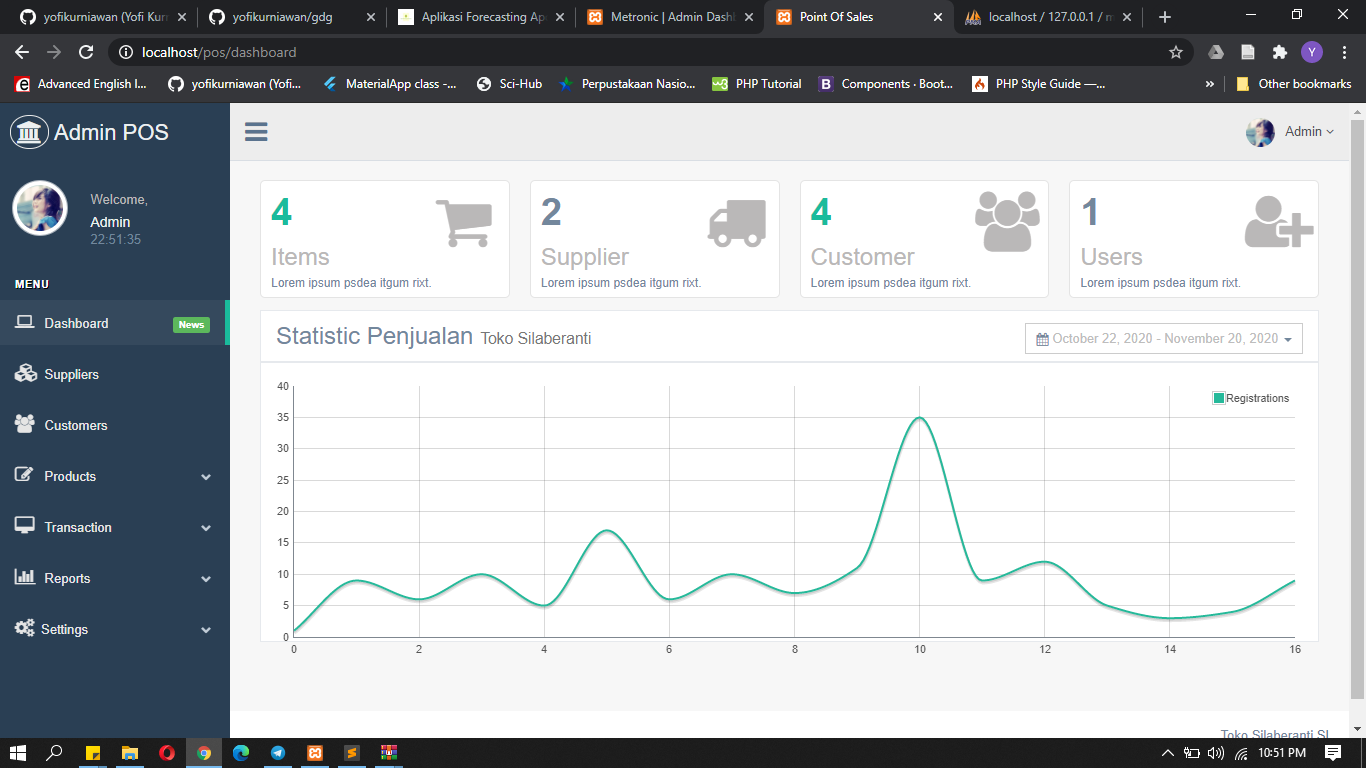 yofikurniawan (Yofi Kurn
yofikurniawan/gdg
Aplikasi Forecasting Ap
Metronic | Admin Dash
Point Of Sales
localhost / 127.0.0.1 / m
localhost/pos/dashboard
Y
Advanced English I...
yofikurniawan (Yofi...
MaterialApp class -...
Sci-Hub
Perpustakaan Nasio...
PHP Tutorial
Components · Boot...
PHP Style Guide —...
»
Other bookmarks
Admin POS
Admin
Welcome,
Admin
22:51:35
MENU
Dashboard
News
Suppliers
Customers
Products
Transaction
Reports
Settings
4
Items
Lorem ipsum psdea itgum rixt.
2
Supplier
Lorem ipsum psdea itgum rixt.
4
Customer
Lorem ipsum psdea itgum rixt.
1
Users
Lorem ipsum psdea itgum rixt.
Statistic Penjualan Toko Silaberanti
October 22, 2020 - November 20, 2020
Registrations
40
35
30
25
20
15
10
5
0
0 2 4 6 8 10 12 14 16
Toko Silaberanti SI
10:51 PM